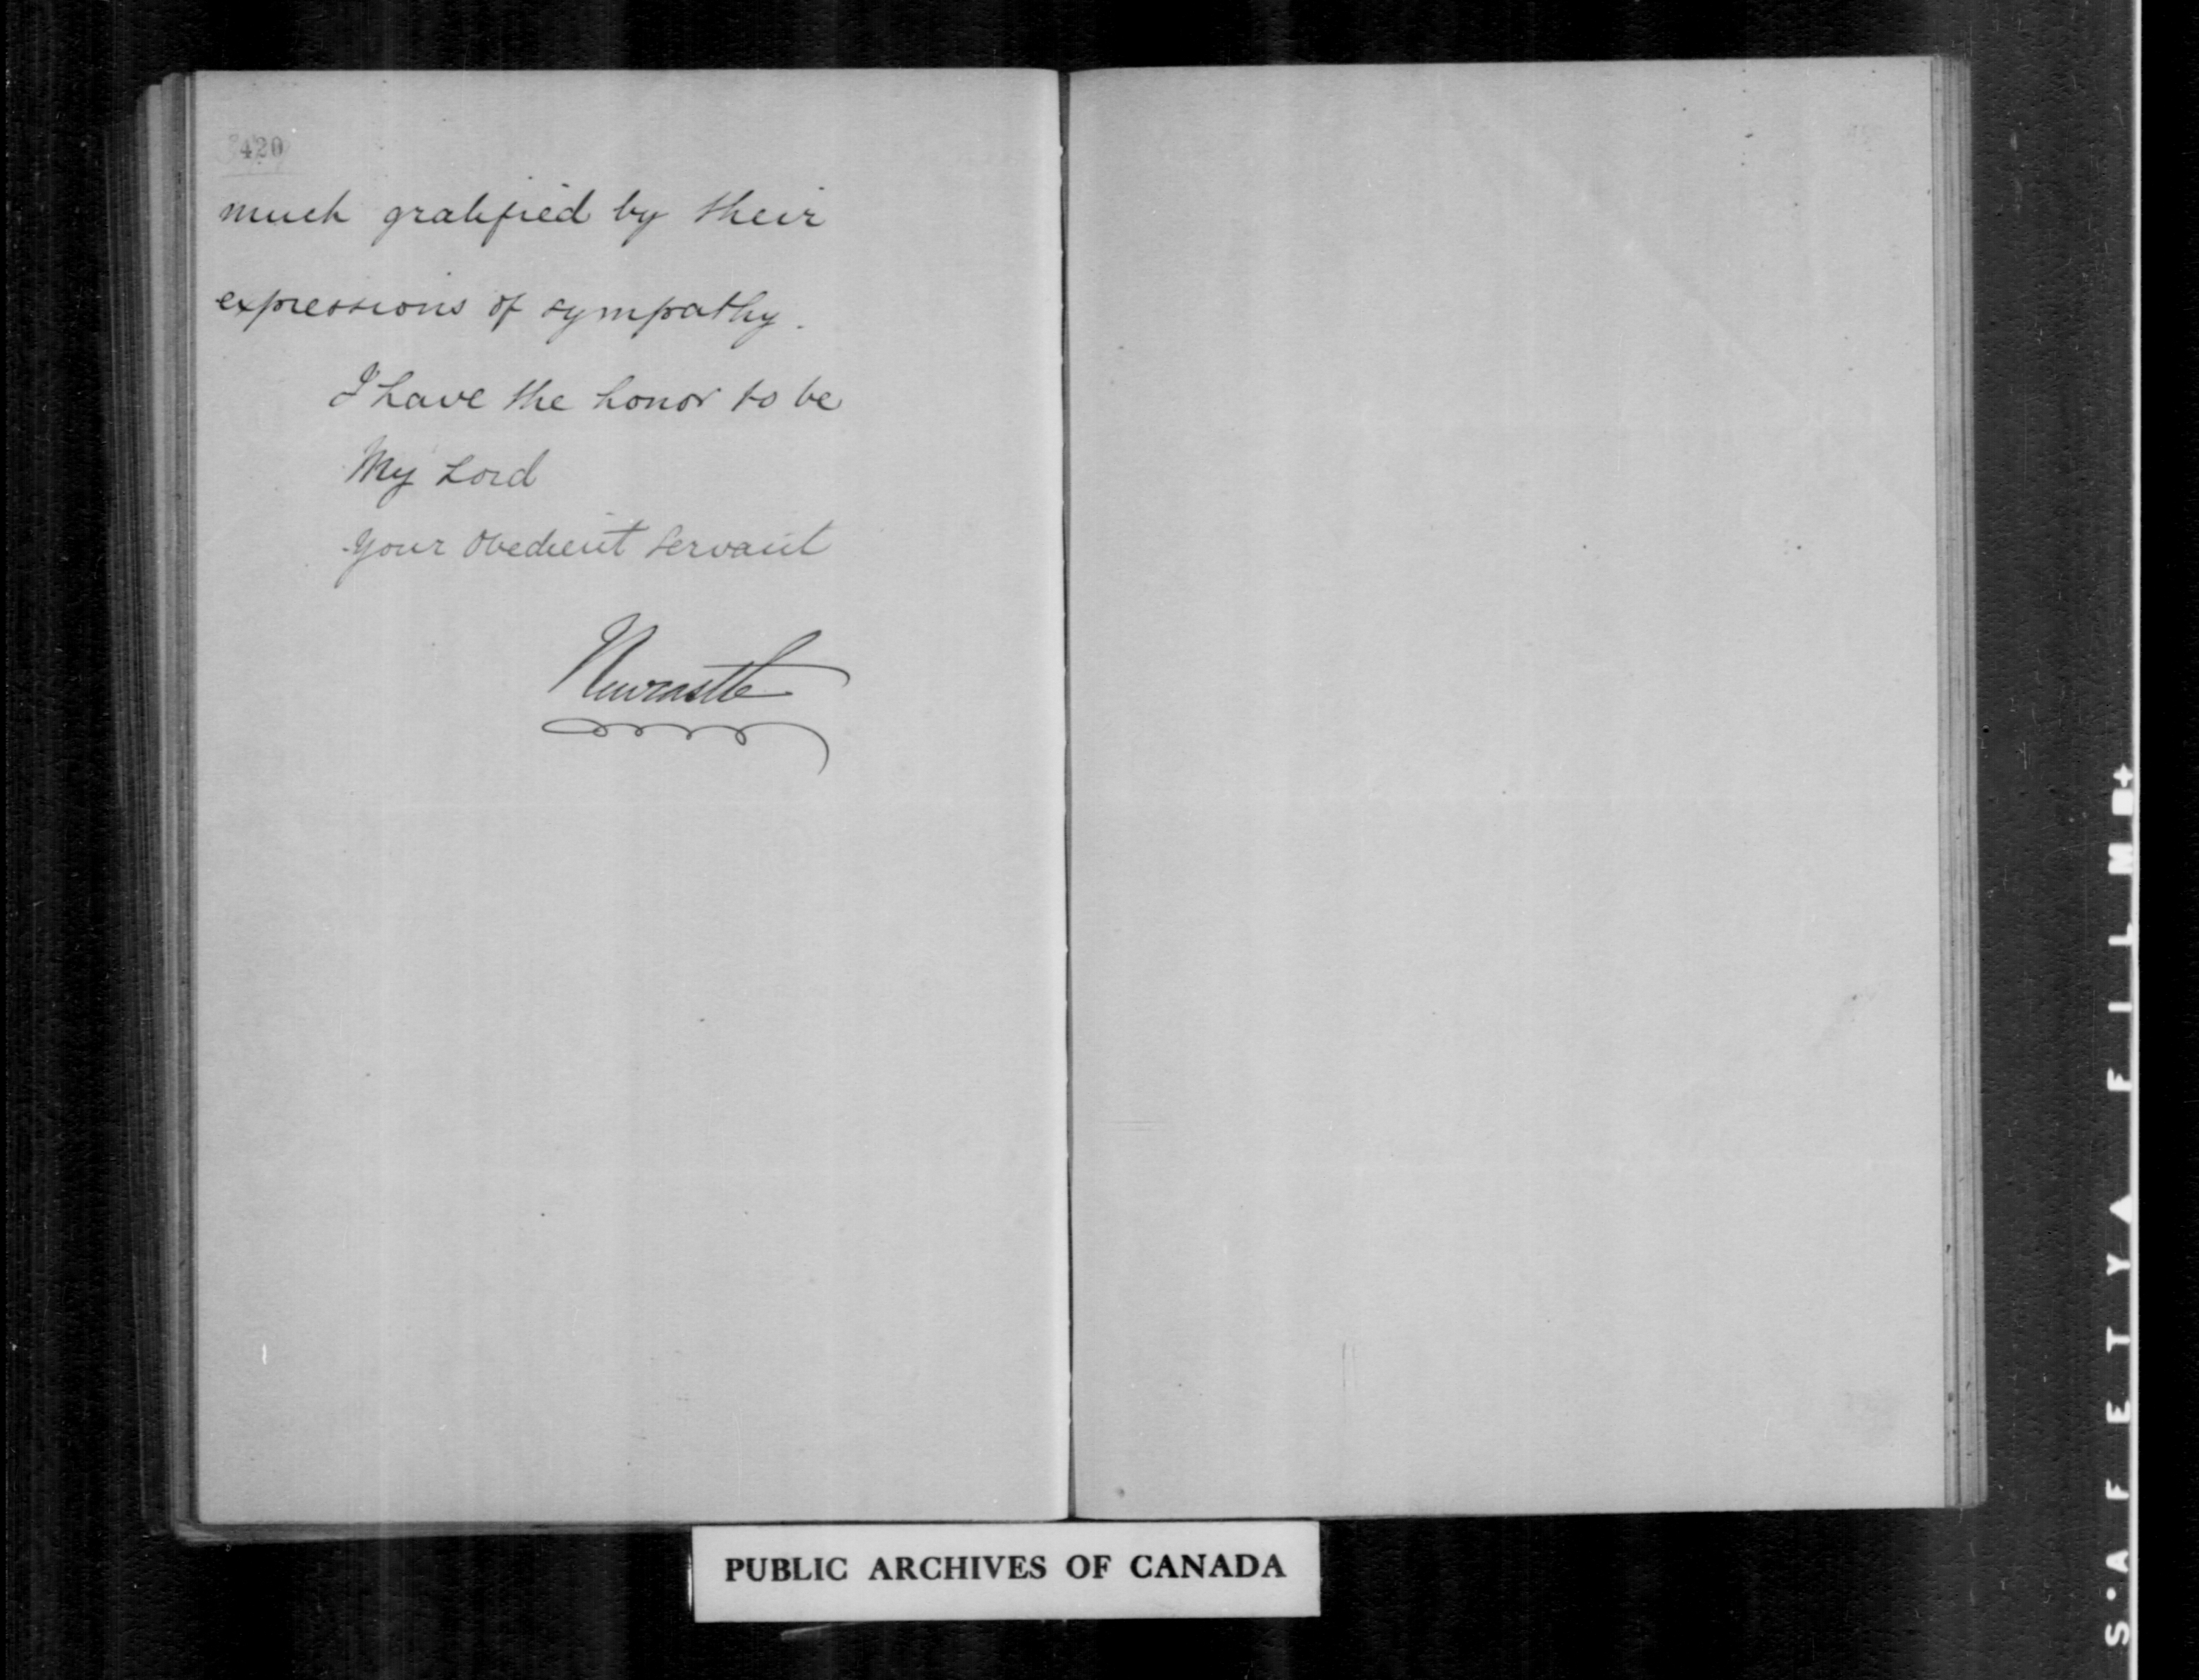 420
much gratified by their
expressions of sympathy.
I have the honor to be
My Lord
Your Obedient Servant
Newcastle
PUBLIC ARCHIVES OF CANADA
S·A F E T Y ▲ F I L M